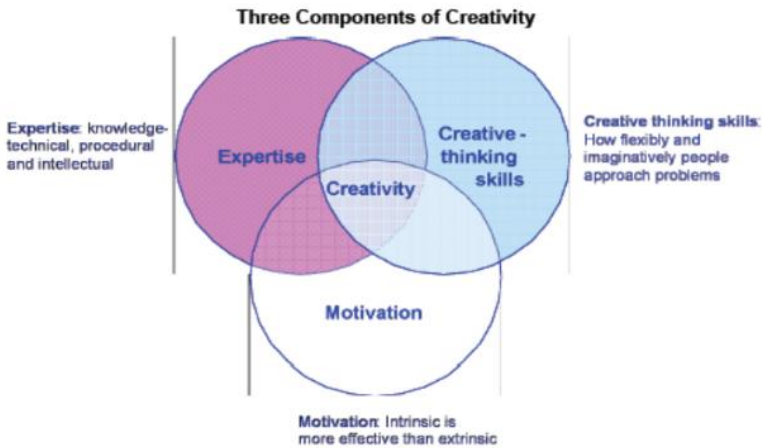 Three Components of Creativity
Expertise: knowledge-
technical, procedural
and intellectual
Expertise
Creative -
thinking
skills
Creative thinking skills:
How flexibly and
imaginatively people
approach problems
Creativity
Motivation
Motivation: Intrinsic is
more effective than extrinsic